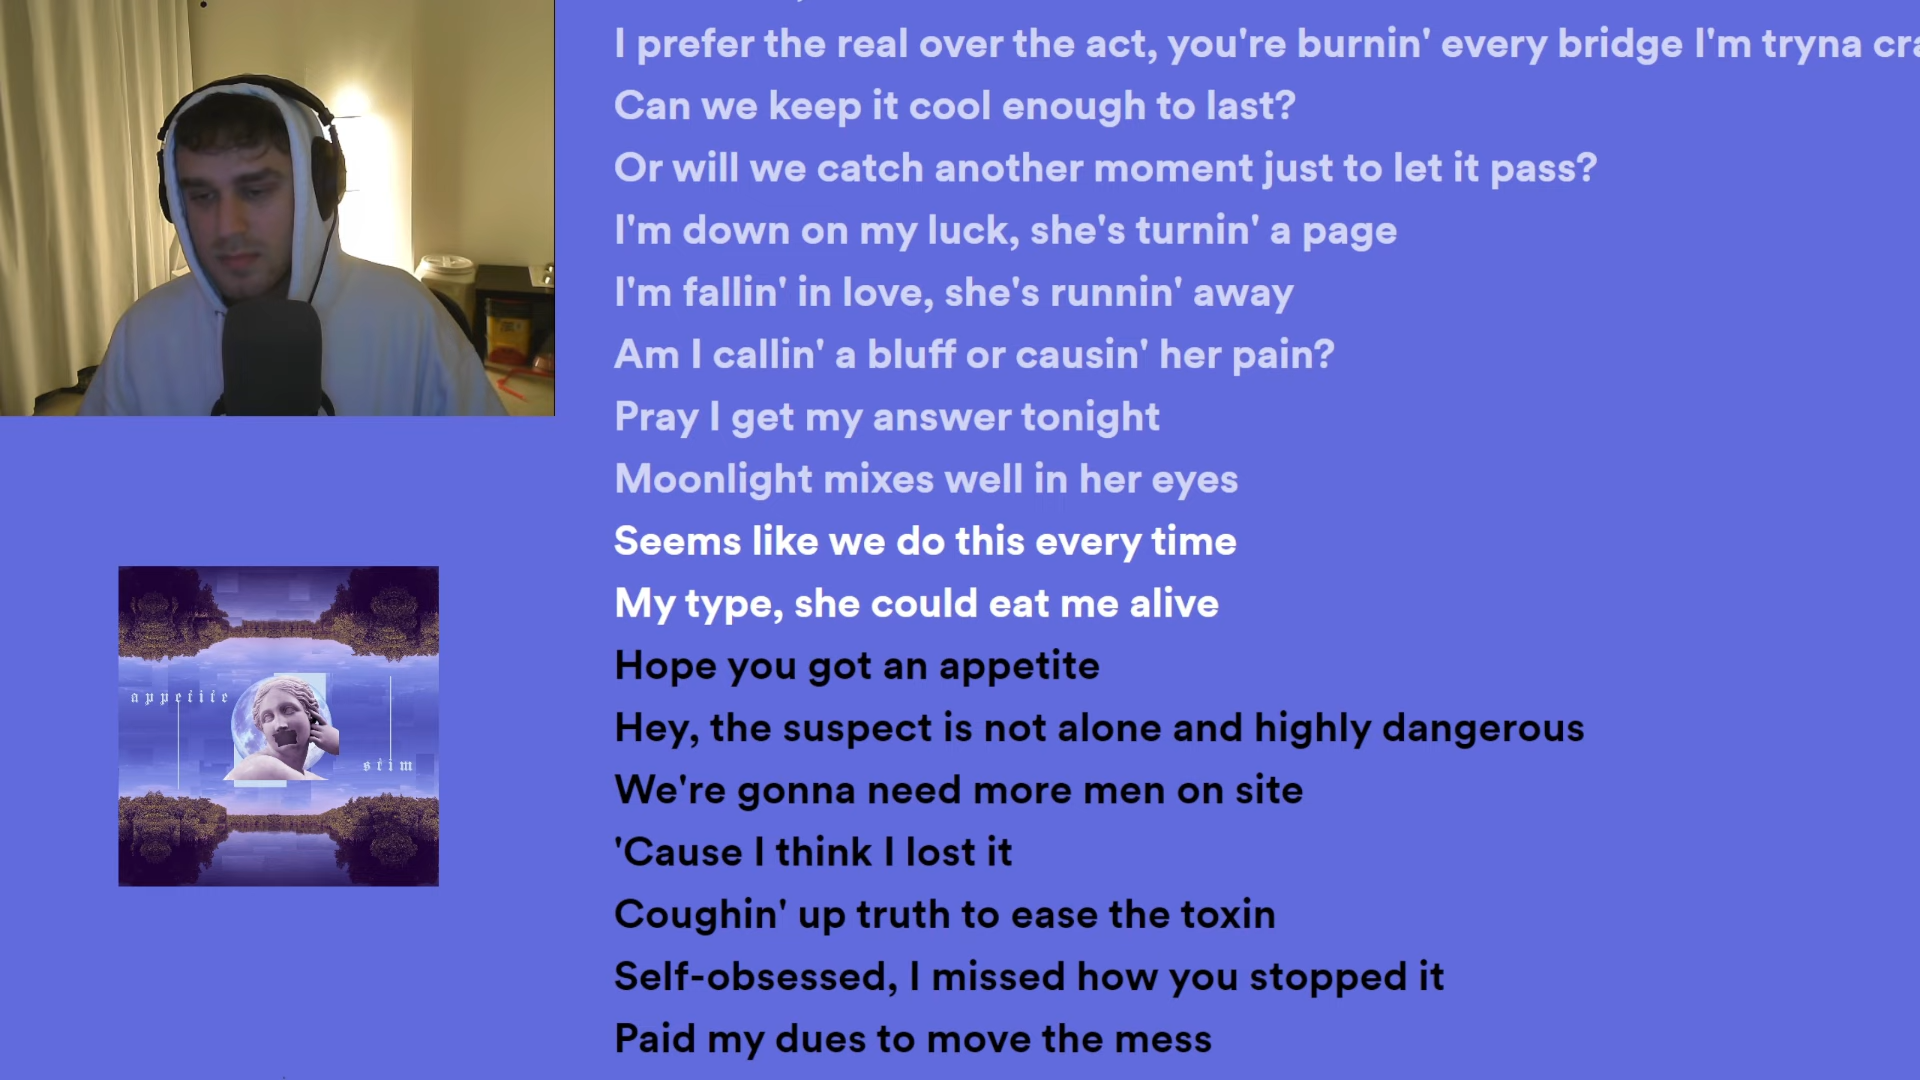 I prefer the real over the act, you're burnin' every bridge I'm tryna
Can we keep it cool enough to last?
Or will we catch another moment just to let it pass?
I'm down on my luck, she's turnin' a page
I'm fallin' in love, she's runnin' away
Am I callin' a bluff or causin' her pain?
Pray I get my answer tonight
Moonlight mixes well in her eyes
Seems like we do this every time
My type, she could eat me alive
Hope you got an appetite
Hey, the suspect is not alone and highly dangerous
We're gonna need more men on site
'Cause I think I lost it
Coughin' up truth to ease the toxin
Self-obsessed, I missed how you stopped it
Paid my dues to move the mess
appetite
srim